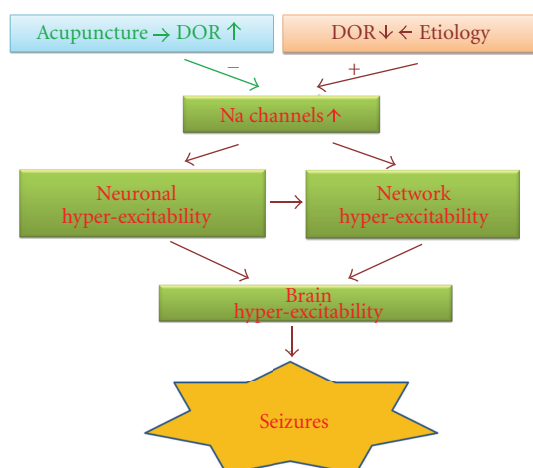 Acupuncture → DOR ↑
DOR ↓ ← Etiology
−
+
Na channels ↑
Neuronal
hyper-excitability
Network
hyper-excitability
Brain
hyper-excitability
Seizures